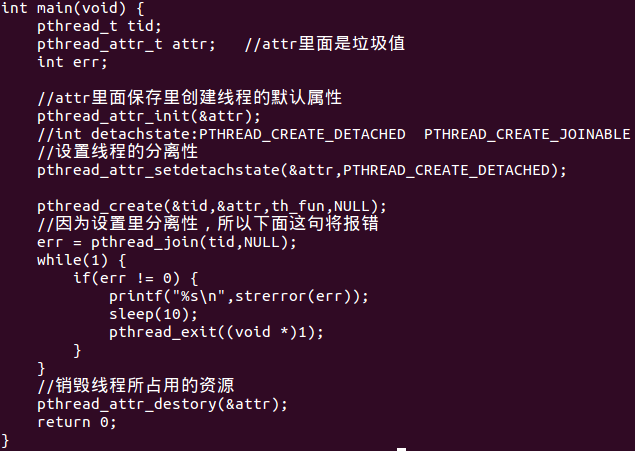 int main(void) {
    pthread_t tid;
    pthread_attr_t attr;   //attr里面是垃圾值
    int err;

    //attr里面保存里创建线程的默认属性
    pthread_attr_init(&attr);
    //int detachstate:PTHREAD_CREATE_DETACHED  PTHREAD_CREATE_JOINABLE
    //设置线程的分离性
    pthread_attr_setdetachstate(&attr,PTHREAD_CREATE_DETACHED);

    pthread_create(&tid,&attr,th_fun,NULL);
    //因为设置里分离性，所以下面这句将报错
    err = pthread_join(tid,NULL);
    while(1) {
        if(err != 0) {
            printf("%s\n",strerror(err));
            sleep(10);
            pthread_exit((void *)1);
        }
    }
    //销毁线程所占用的资源
    pthread_attr_destory(&attr);
    return 0;
}